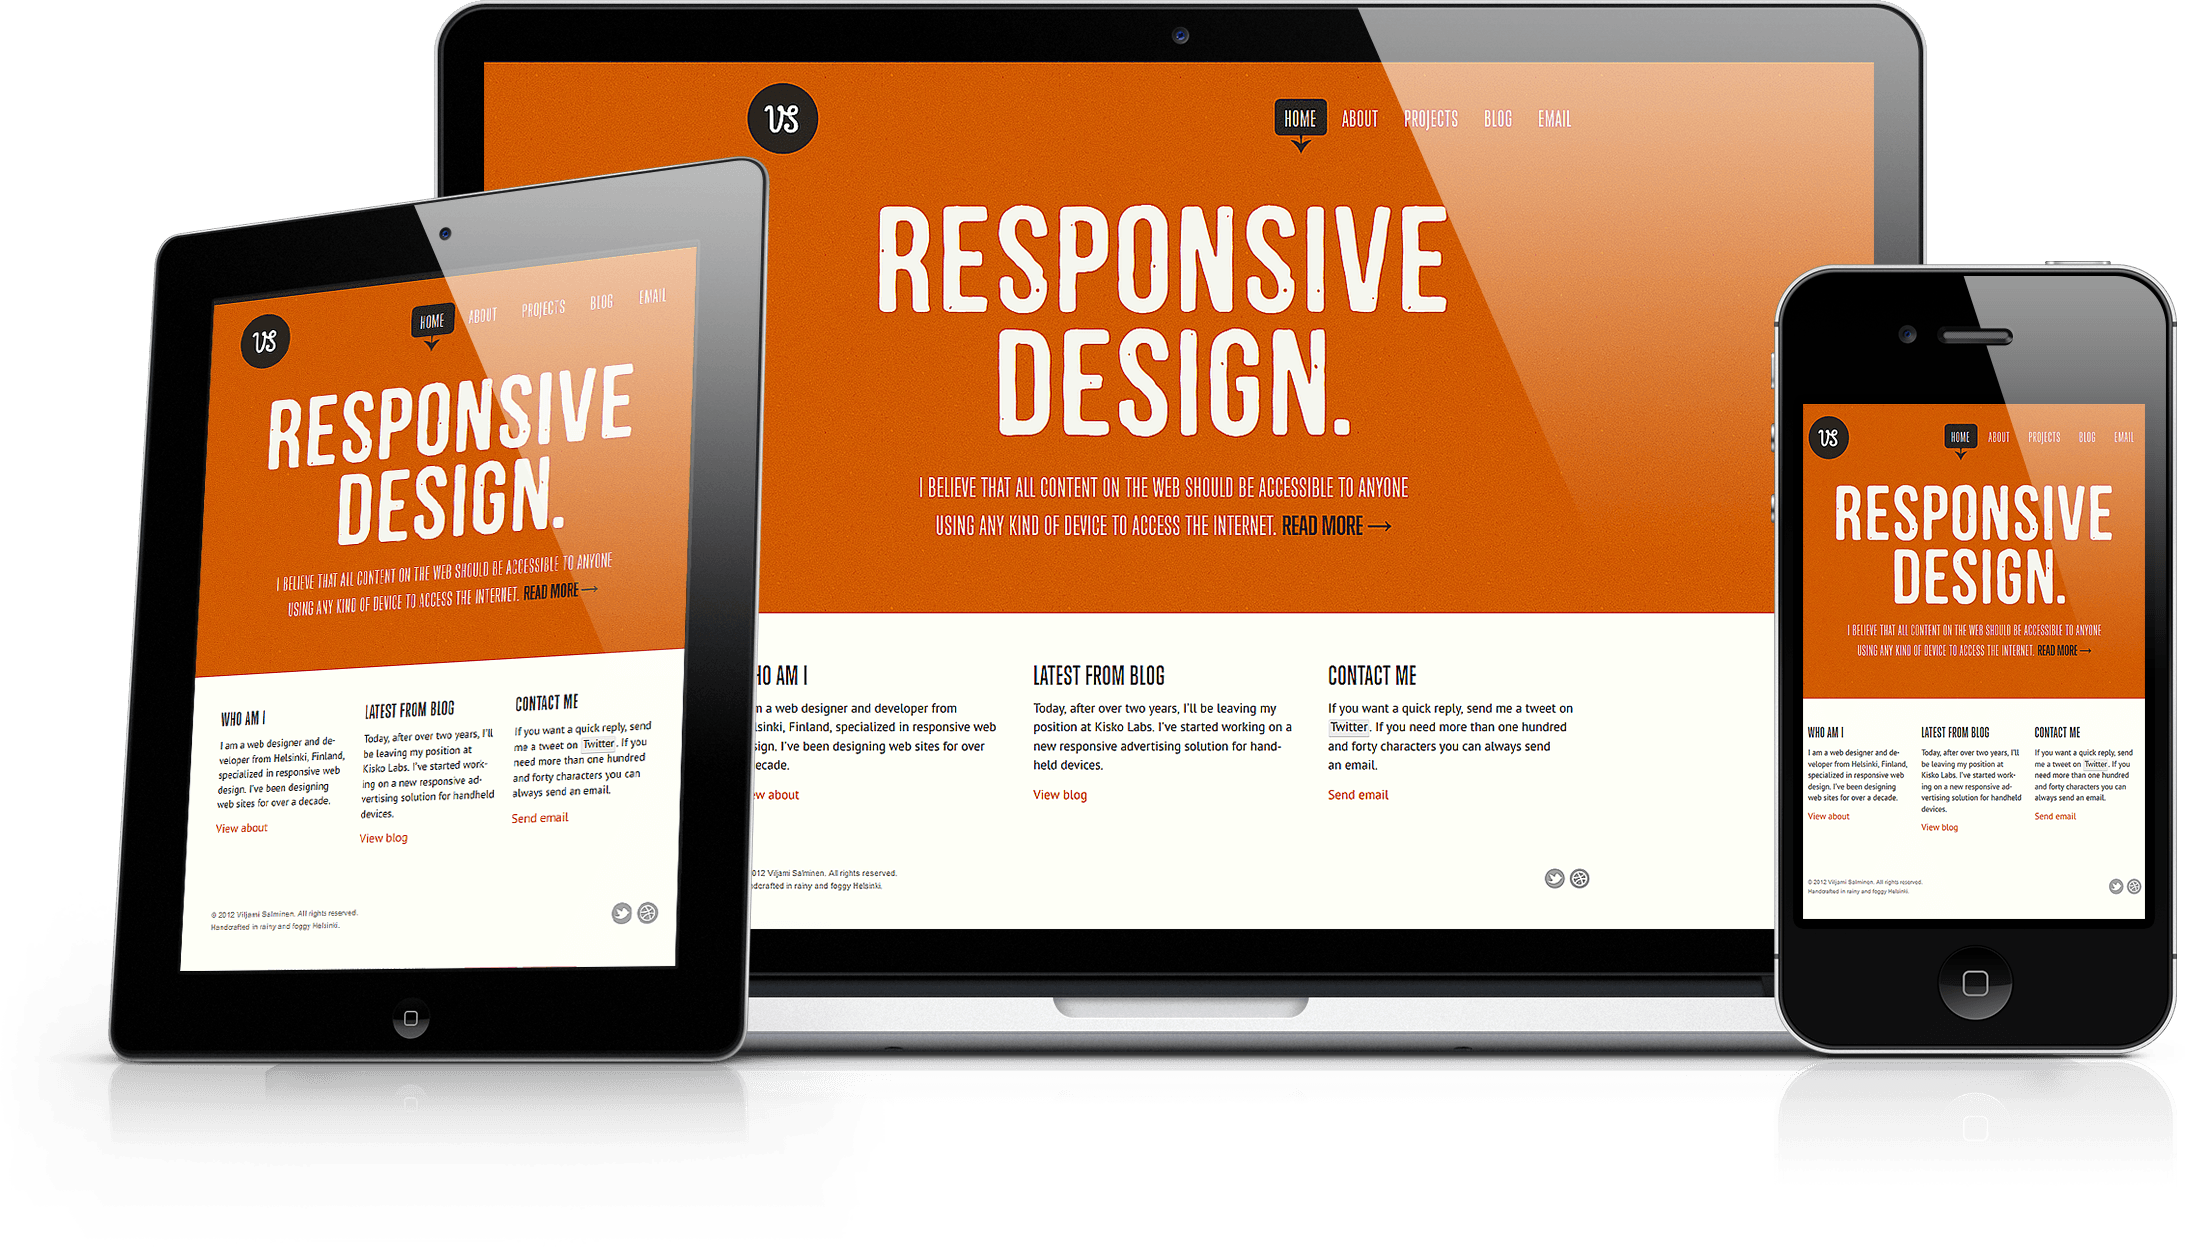 VS
HOME ABOUT PROJECTS BLOG EMAIL
RESPONSIVE
DESIGN.
I BELIEVE THAT ALL CONTENT ON THE WEB SHOULD BE ACCESSIBLE TO ANYONE
USING ANY KIND OF DEVICE TO ACCESS THE INTERNET. READ MORE →
WHO AM I
I am a web designer and de-
veloper from Helsinki, Finland,
specialized in responsive web
design. I've been designing
web sites for over a decade.
View about
LATEST FROM BLOG
Today, after over two years, I'll
be leaving my position at
Kisko Labs. I've started work-
ing on a new responsive ad-
vertising solution for handheld
devices.
View blog
CONTACT ME
If you want a quick reply, send
me a tweet on Twitter. If you
need more than one hundred
and forty characters you can
always send an email.
Send email
© 2012 Viljami Salminen. All rights reserved.
Handcrafted in rainy and foggy Helsinki.
VS
HOME ABOUT PROJECTS BLOG EMAIL
RESPONSIVE
DESIGN.
I BELIEVE THAT ALL CONTENT ON THE WEB SHOULD BE ACCESSIBLE TO ANYONE
USING ANY KIND OF DEVICE TO ACCESS THE INTERNET. READ MORE →
HO AM I
m a web designer and developer from
lsinki, Finland, specialized in responsive web
sign. I've been designing web sites for over
ecade.
ew about
LATEST FROM BLOG
Today, after over two years, I'll be leaving my
position at Kisko Labs. I've started working on a
new responsive advertising solution for hand-
held devices.
View blog
CONTACT ME
If you want a quick reply, send me a tweet on
Twitter. If you need more than one hundred
and forty characters you can always send
an email.
Send email
012 Viljami Salminen. All rights reserved.
dcrafted in rainy and foggy Helsinki.
VS
HOME ABOUT PROJECTS BLOG EMAIL
RESPONSIVE
DESIGN.
I BELIEVE THAT ALL CONTENT ON THE WEB SHOULD BE ACCESSIBLE TO ANYONE
USING ANY KIND OF DEVICE TO ACCESS THE INTERNET. READ MORE →
WHO AM I
I am a web designer and de-
veloper from Helsinki, Finland,
specialized in responsive web
design. I've been designing
web sites for over a decade.
View about
LATEST FROM BLOG
Today, after over two years, I'll
be leaving my position at
Kisko Labs. I've started work-
ing on a new responsive ad-
vertising solution for handheld
devices.
View blog
CONTACT ME
If you want a quick reply, send
me a tweet on Twitter. If you
need more than one hundred
and forty characters you can
always send an email.
Send email
© 2012 Viljami Salminen. All rights reserved.
Handcrafted in rainy and foggy Helsinki.